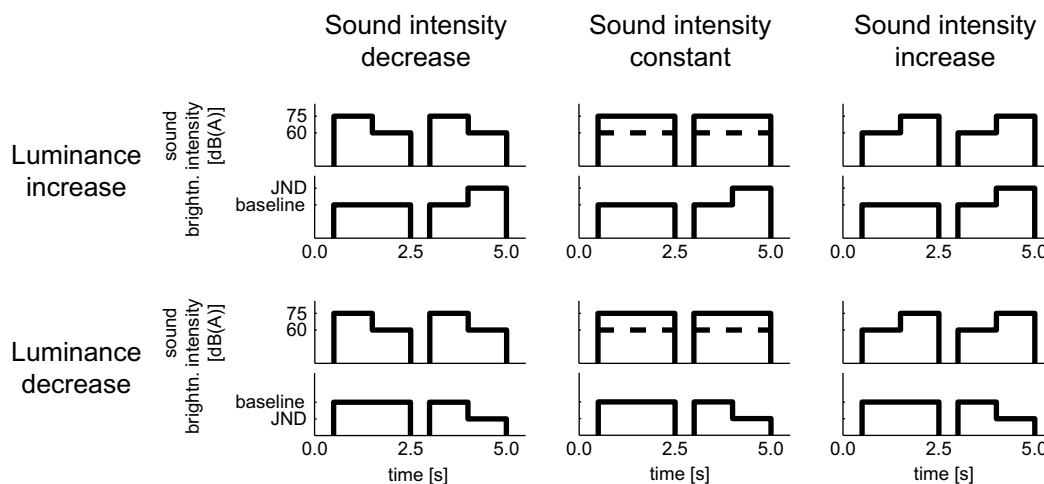 Sound intensity
decrease
Sound intensity
constant
Sound intensity
increase
Luminance
increase
sound
intensity
[dB(A)]
75
60
brightn.
JND
baseline
0.0 2.5 5.0
0.0 2.5 5.0
0.0 2.5 5.0
Luminance
decrease
sound
intensity
[dB(A)]
75
60
brightn.
baseline
JND
0.0 2.5 5.0
0.0 2.5 5.0
0.0 2.5 5.0
time [s]
time [s]
time [s]